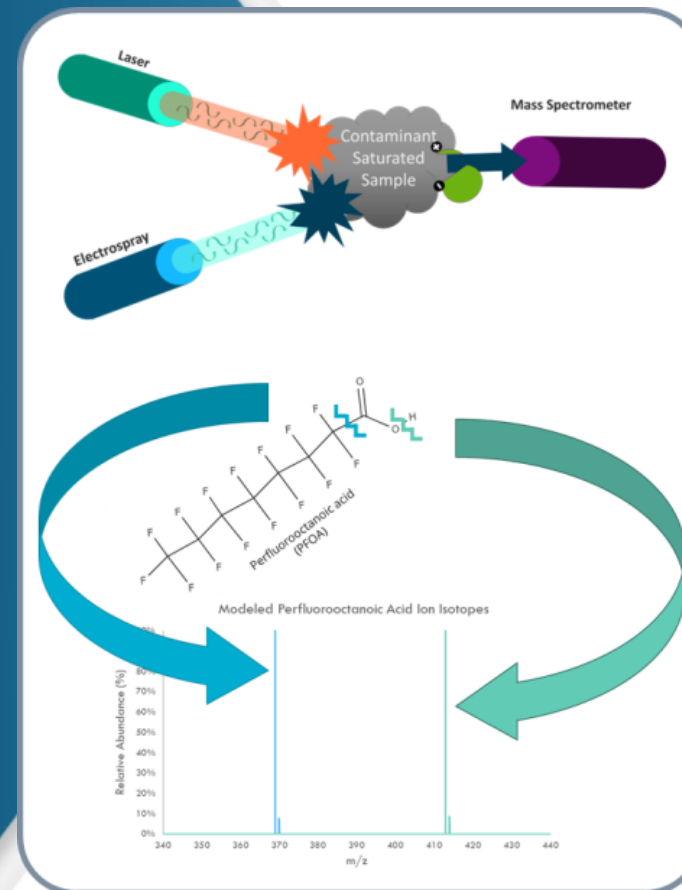 Laser
Mass Spectrometer
Contaminant
Saturated
Sample
Electrospray
O
F
H
O
F
F
F
F
F
F
F
F
F
F
F
F
F
F
Perfluorooctanoic acid
(PFOA)
Modeled Perfluorooctanoic Acid Ion Isotopes
Relative Abundance (%)
80%
70%
60%
50%
40%
30%
20%
10%
0%
340 350 360 370 380 390 400 410 420 430 440
m/z